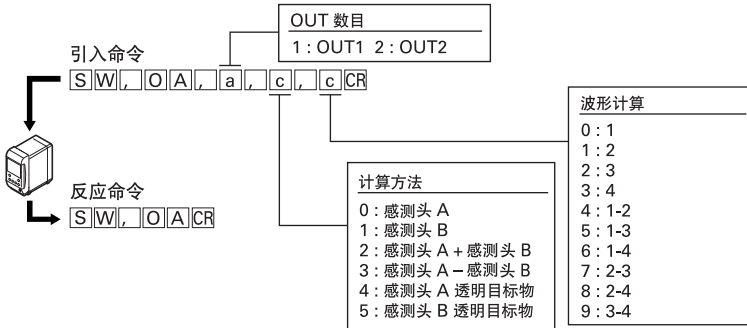 OUT 数目
1 : OUT1 2 : OUT2
引入命令
SW,OA,a,c,cCR
反应命令
SW,OACR
计算方法
0 : 感测头 A
1 : 感测头 B
2 : 感测头 A + 感测头 B
3 : 感测头 A − 感测头 B
4 : 感测头 A 透明目标物
5 : 感测头 B 透明目标物
波形计算
0 : 1
1 : 2
2 : 3
3 : 4
4 : 1-2
5 : 1-3
6 : 1-4
7 : 2-3
8 : 2-4
9 : 3-4